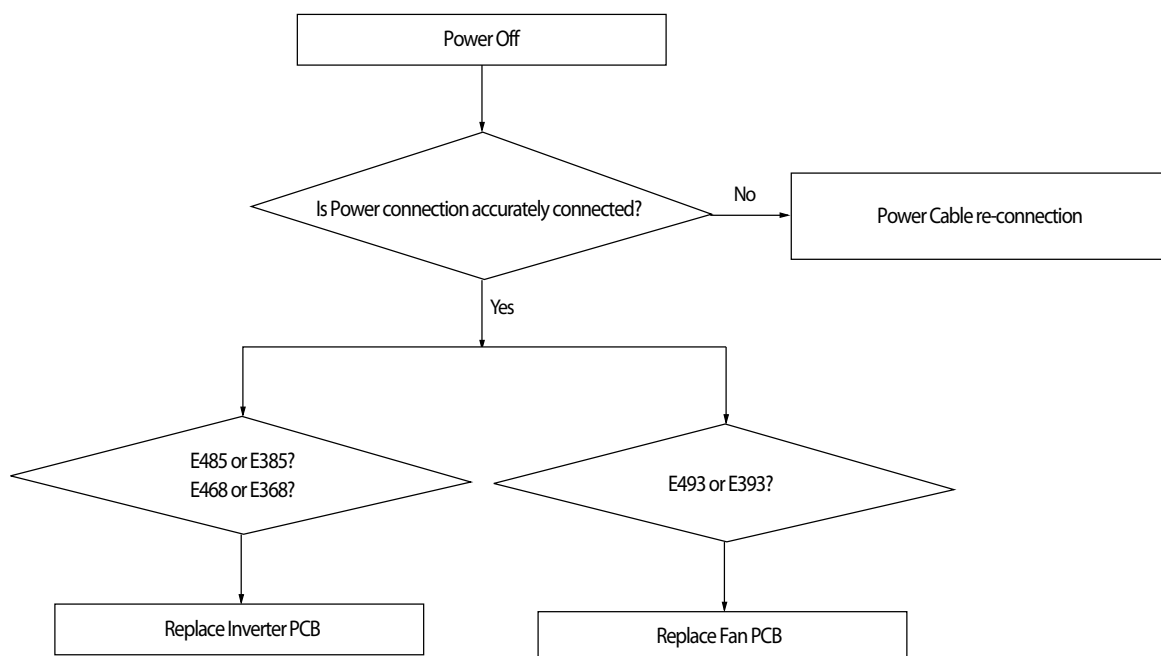 Power Off
Is Power connection accurately connected?
No
Power Cable re-connection
Yes
E485 or E385?
E468 or E368?
E493 or E393?
Replace Inverter PCB
Replace Fan PCB